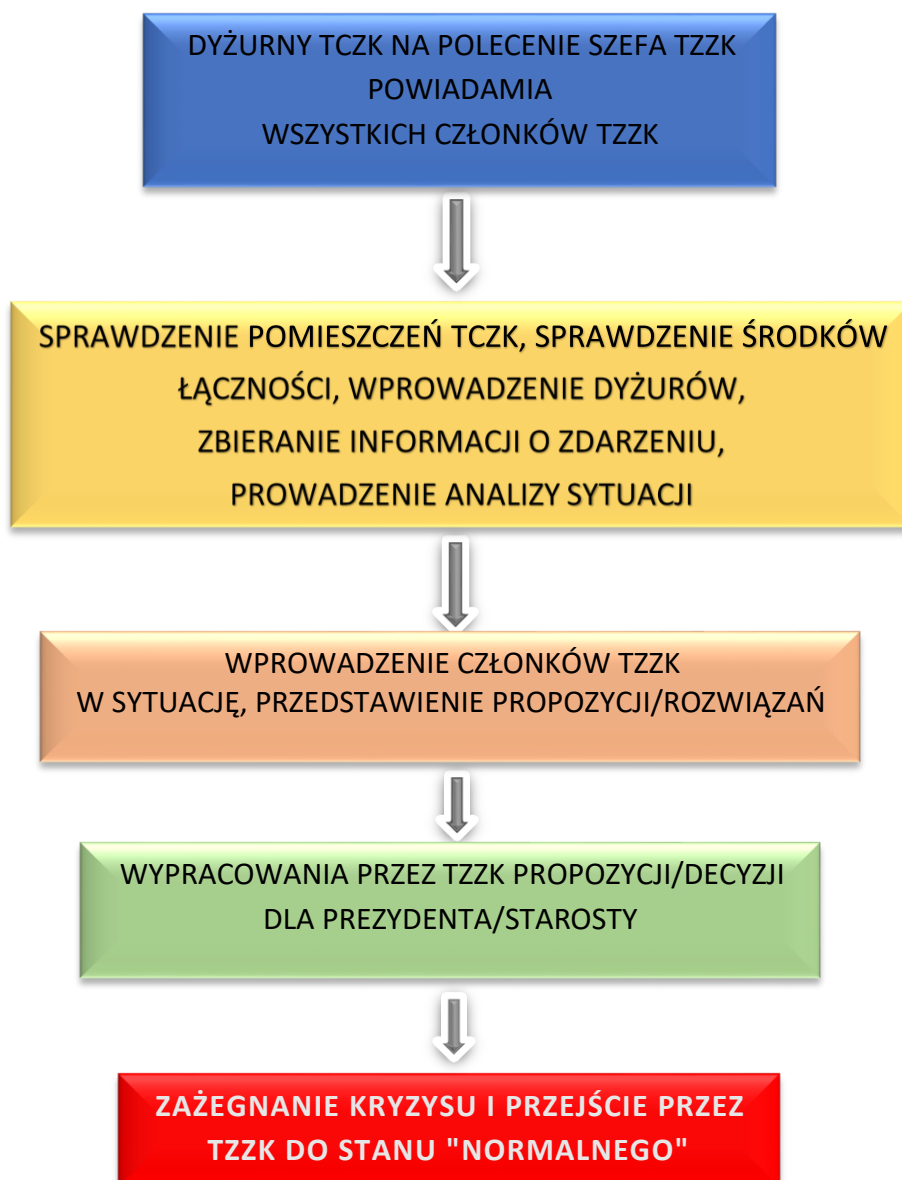 DYŻURNY TCZK NA POLECENIE SZEFA TZZK
POWIADAMIA
WSZYSTKICH CZŁONKÓW TZZK
SPRAWDZENIE POMIESZCZEŃ TCZK, SPRAWDZENIE ŚRODKÓW
ŁĄCZNOŚCI, WPROWADZENIE DYŻURÓW,
ZBIERANIE INFORMACJI O ZDARZENIU,
PROWADZENIE ANALIZY SYTUACJI
WPROWADZENIE CZŁONKÓW TZZK
W SYTUACJĘ, PRZEDSTAWIENIE PROPOZYCJI/ROZWIĄZAŃ
WYPRACOWANIA PRZEZ TZZK PROPOZYCJI/DECYZJI
DLA PREZYDENTA/STAROSTY
ZAŻEGNANIE KRYZYSU I PRZEJŚCIE PRZEZ
TZZK DO STANU "NORMALNEGO"